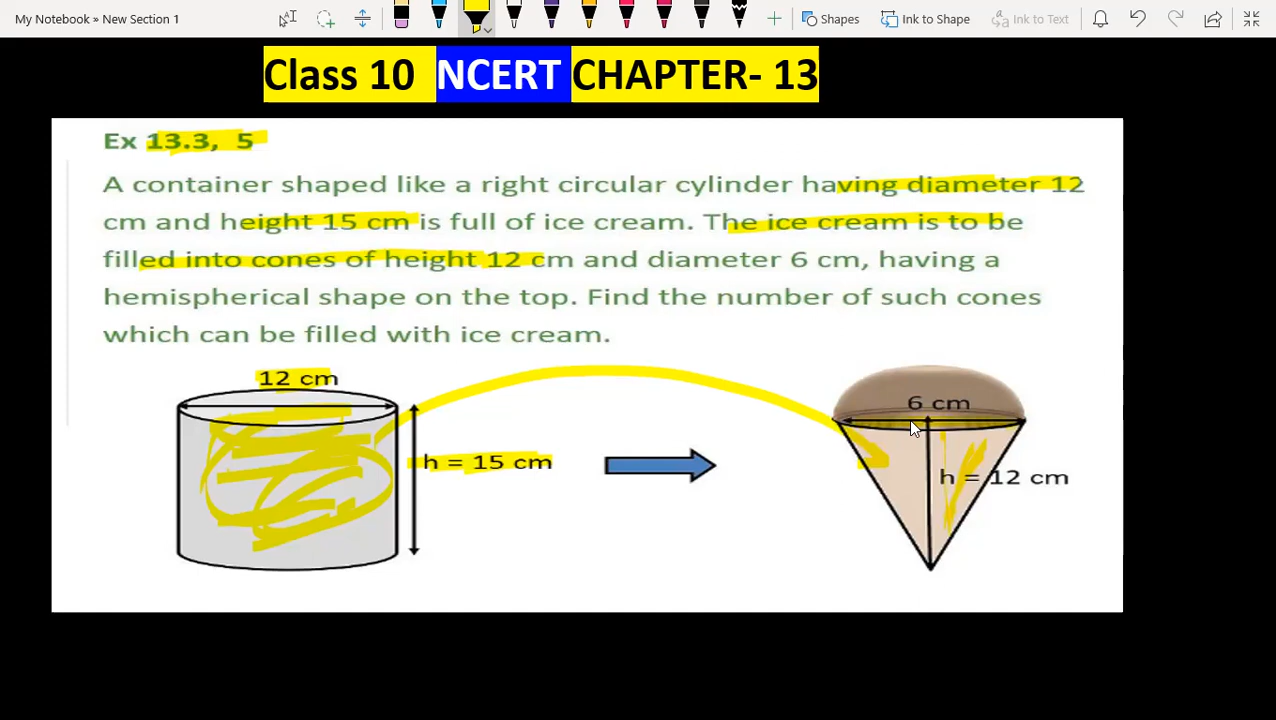 My Notebook » New Section 1
Shapes
Ink to Shape
Ink to Text
Class 10 NCERT CHAPTER- 13
Ex 13.3, 5
A container shaped like a right circular cylinder having diameter 12
cm and height 15 cm is full of ice cream. The ice cream is to be
filled into cones of height 12 cm and diameter 6 cm, having a
hemispherical shape on the top. Find the number of such cones
which can be filled with ice cream.
12 cm
6 cm
h = 15 cm
h = 12 cm